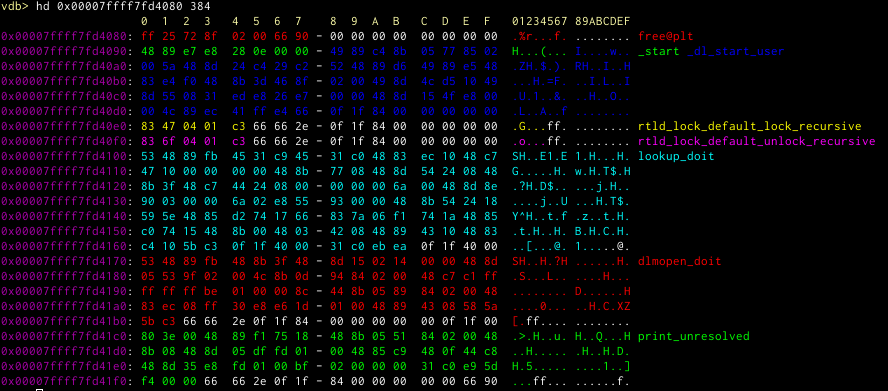 vdb> hd 0x00007ffff7fd4080 384
0 1 2 3 4 5 6 7 8 9 A B C D E F 01234567 89ABCDEF
0x00007ffff7fd4080: ff 25 72 8f 02 00 66 90 - 00 00 00 00 00 00 00 00 .%r...f. ........ free@plt
0x00007ffff7fd4090: 48 89 e7 e8 28 0e 00 00 - 49 89 c4 8b 05 77 85 02 H...(... I....w.. _start _dl_start_user
0x00007ffff7fd40a0: 00 5a 48 8d 24 c4 29 c2 - 52 48 89 d6 49 89 e5 48 .ZH.$.). RH..I..H
0x00007ffff7fd40b0: 83 e4 f0 48 8b 3d 46 8f - 02 00 49 8d 4c d5 10 49 ...H.=F. ..I.L..I
0x00007ffff7fd40c0: 8d 55 08 31 ed e8 26 e7 - 00 00 48 8d 15 4f e8 00 .U.1..&. ..H..O..
0x00007ffff7fd40d0: 00 4c 89 ec 41 ff e4 66 - 0f 1f 84 00 00 00 00 00 .L..A..f ........
0x00007ffff7fd40e0: 83 47 04 01 c3 66 66 2e - 0f 1f 84 00 00 00 00 00 .G...ff. ........ rtld_lock_default_lock_recursive
0x00007ffff7fd40f0: 83 6f 04 01 c3 66 66 2e - 0f 1f 84 00 00 00 00 00 .o...ff. ........ rtld_lock_default_unlock_recursive
0x00007ffff7fd4100: 53 48 89 fb 45 31 c9 45 - 31 c0 48 83 ec 10 48 c7 SH..E1.E 1.H...H. lookup_doit
0x00007ffff7fd4110: 47 10 00 00 00 00 48 8b - 77 08 48 8d 54 24 08 48 G.....H. w.H.T$.H
0x00007ffff7fd4120: 8b 3f 48 c7 44 24 08 00 - 00 00 00 6a 00 48 8d 8e .?H.D$.. ...j.H..
0x00007ffff7fd4130: 90 03 00 00 6a 02 e8 55 - 93 00 00 48 8b 54 24 18 ....j..U ...H.T$.
0x00007ffff7fd4140: 59 5e 48 85 d2 74 17 66 - 83 7a 06 f1 74 1a 48 85 Y^H..t.f .z..t.H.
0x00007ffff7fd4150: c0 74 15 48 8b 00 48 03 - 42 08 48 89 43 10 48 83 .t.H..H. B.H.C.H.
0x00007ffff7fd4160: c4 10 5b c3 0f 1f 40 00 - 31 c0 eb ea 0f 1f 40 00 ..[...@. 1.....@.
0x00007ffff7fd4170: 53 48 89 fb 48 8b 3f 48 - 8d 15 02 14 00 00 48 8d SH..H.?H ......H. dlmopen_doit
0x00007ffff7fd4180: 05 53 9f 02 00 4c 8b 0d - 94 84 02 00 48 c7 c1 ff .S...L.. ....H...
0x00007ffff7fd4190: ff ff ff be 01 00 00 8c - 44 8b 05 89 84 02 00 48 ........ D......H
0x00007ffff7fd41a0: 83 ec 08 ff 30 e8 e6 1d - 01 00 48 89 43 08 58 5a ....0... ..H.C.XZ
0x00007ffff7fd41b0: 5b c3 66 66 2e 0f 1f 84 - 00 00 00 00 00 0f 1f 00 [.ff.... ........
0x00007ffff7fd41c0: 80 3e 00 48 89 f1 75 18 - 48 8b 05 51 84 02 00 48 .>.H..u. H..Q...H print_unresolved
0x00007ffff7fd41d0: 8b 08 48 8d 05 df fd 01 - 00 48 85 c9 48 0f 44 c8 ..H..... .H..H.D.
0x00007ffff7fd41e0: 48 8d 35 e8 fd 01 00 bf - 02 00 00 00 31 c0 e9 5d H.5..... ....1..]
0x00007ffff7fd41f0: f4 00 00 66 66 2e 0f 1f - 84 00 00 00 00 00 66 90 ...ff... ......f.